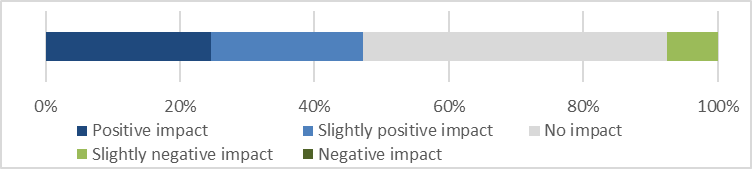 0% 20% 40% 60% 80% 100%
Positive impact Slightly positive impact No impact
Slightly negative impact Negative impact